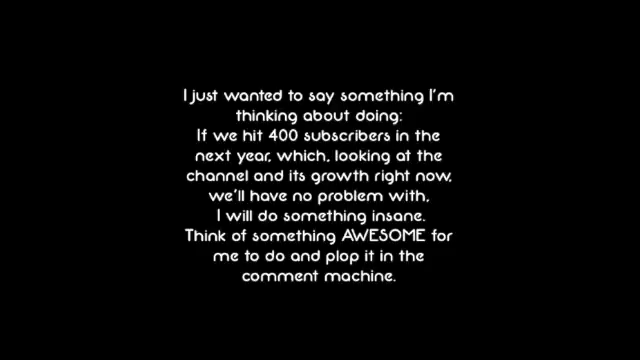 I just wanted to say something I'm
thinking about doing:
If we hit 400 subscribers in the
next year, which, looking at the
channel and its growth right now,
we'll have no problem with,
I will do something insane.
Think of something AWESOME for
me to do and plop it in the
comment machine.